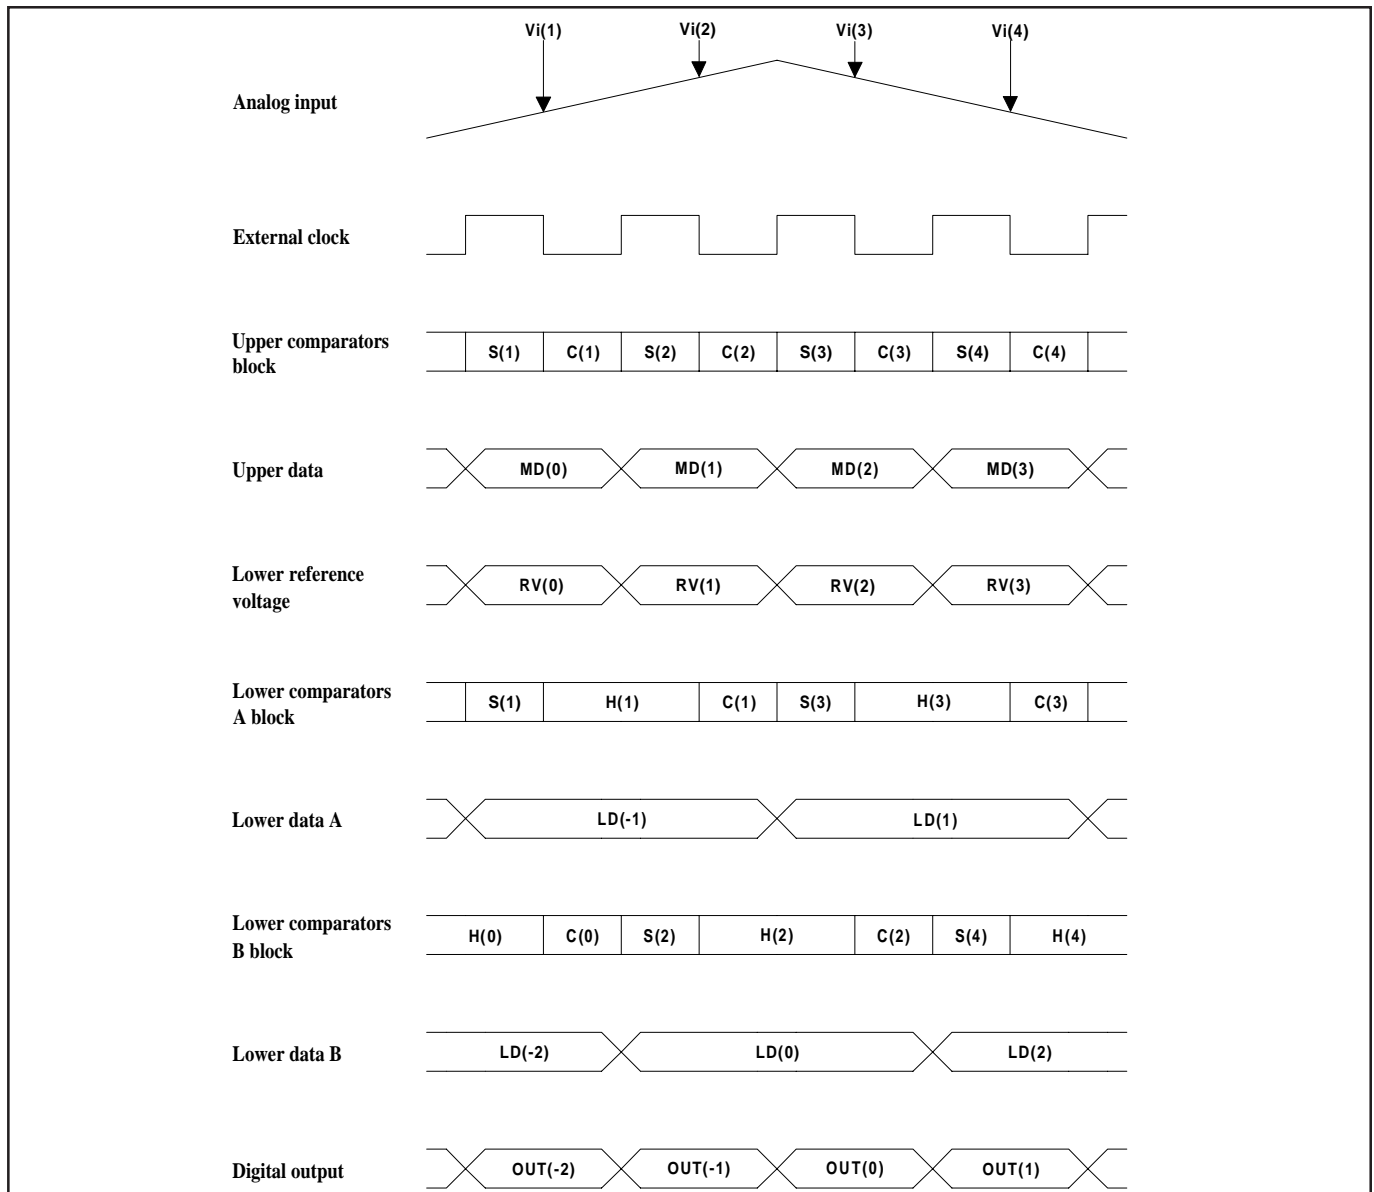 Vi(1) Vi(2) Vi(3) Vi(4)
Analog input
External clock
Upper comparators
block
S(1) C(1) S(2) C(2) S(3) C(3) S(4) C(4)
Upper data
MD(0) MD(1) MD(2) MD(3)
Lower reference
voltage
RV(0) RV(1) RV(2) RV(3)
Lower comparators
A block
S(1) H(1) C(1) S(3) H(3) C(3)
Lower data A
LD(-1) LD(1)
Lower comparators
B block
H(0) C(0) S(2) H(2) C(2) S(4) H(4)
Lower data B
LD(-2) LD(0) LD(2)
Digital output
OUT(-2) OUT(-1) OUT(0) OUT(1)